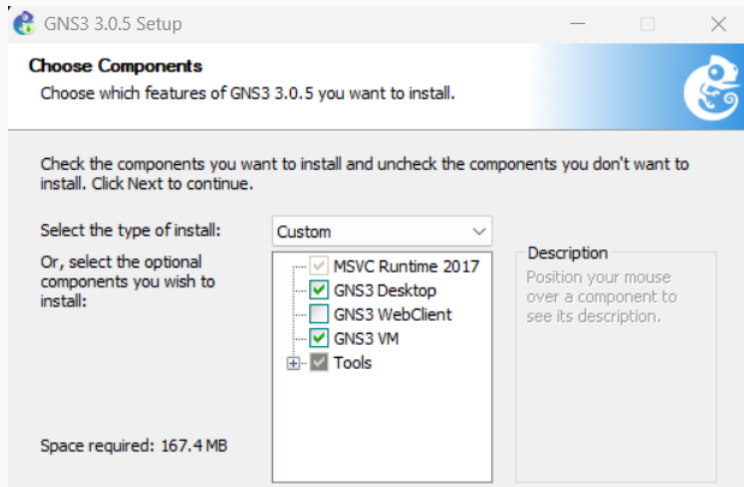 GNS3 3.0.5 Setup
Choose Components
Choose which features of GNS3 3.0.5 you want to install.
Check the components you want to install and uncheck the components you don't want to
install. Click Next to continue.
Select the type of install:
Custom
Or, select the optional
components you wish to
install:
MSVC Runtime 2017
GNS3 Desktop
GNS3 WebClient
GNS3 VM
Tools
Description
Position your mouse
over a component to
see its description.
Space required: 167.4 MB